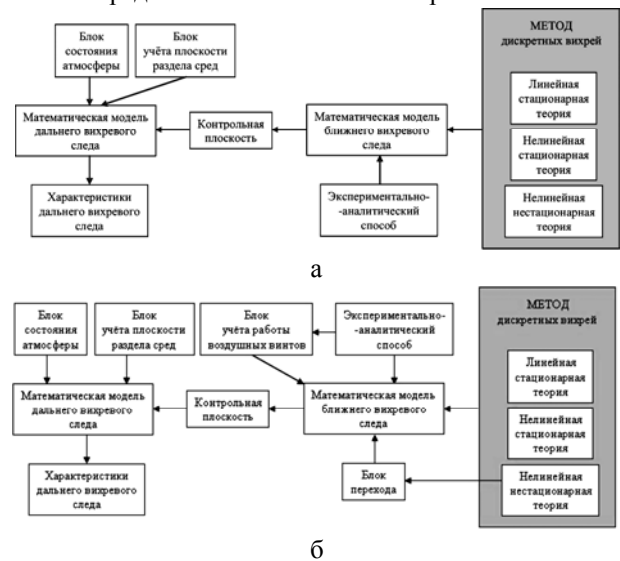 Блок
состояния
атмосферы
Блок
учёта плоскости
раздела сред
МЕТОД
дискретных вихрей
Математическая модель
дальнего вихревого
следа
Контрольная
плоскость
Математическая модель
ближнего вихревого
следа
Линейная
стационарная
теория
Нелинейная
стационарная
теория
Нелинейная
нестационарная
теория
Характеристики
дальнего вихревого
следа
Экспериментально-
-аналитический
способ
а
Блок
состояния
атмосферы
Блок
учёта плоскости
раздела сред
Блок
учёта работы
воздушных винтов
Экспериментально-
-аналитический
способ
МЕТОД
дискретных вихрей
Математическая модель
дальнего вихревого
следа
Контрольная
плоскость
Математическая модель
ближнего вихревого
следа
Линейная
стационарная
теория
Нелинейная
стационарная
теория
Нелинейная
нестационарная
теория
Характеристики
дальнего вихревого
следа
Блок
перехода
б